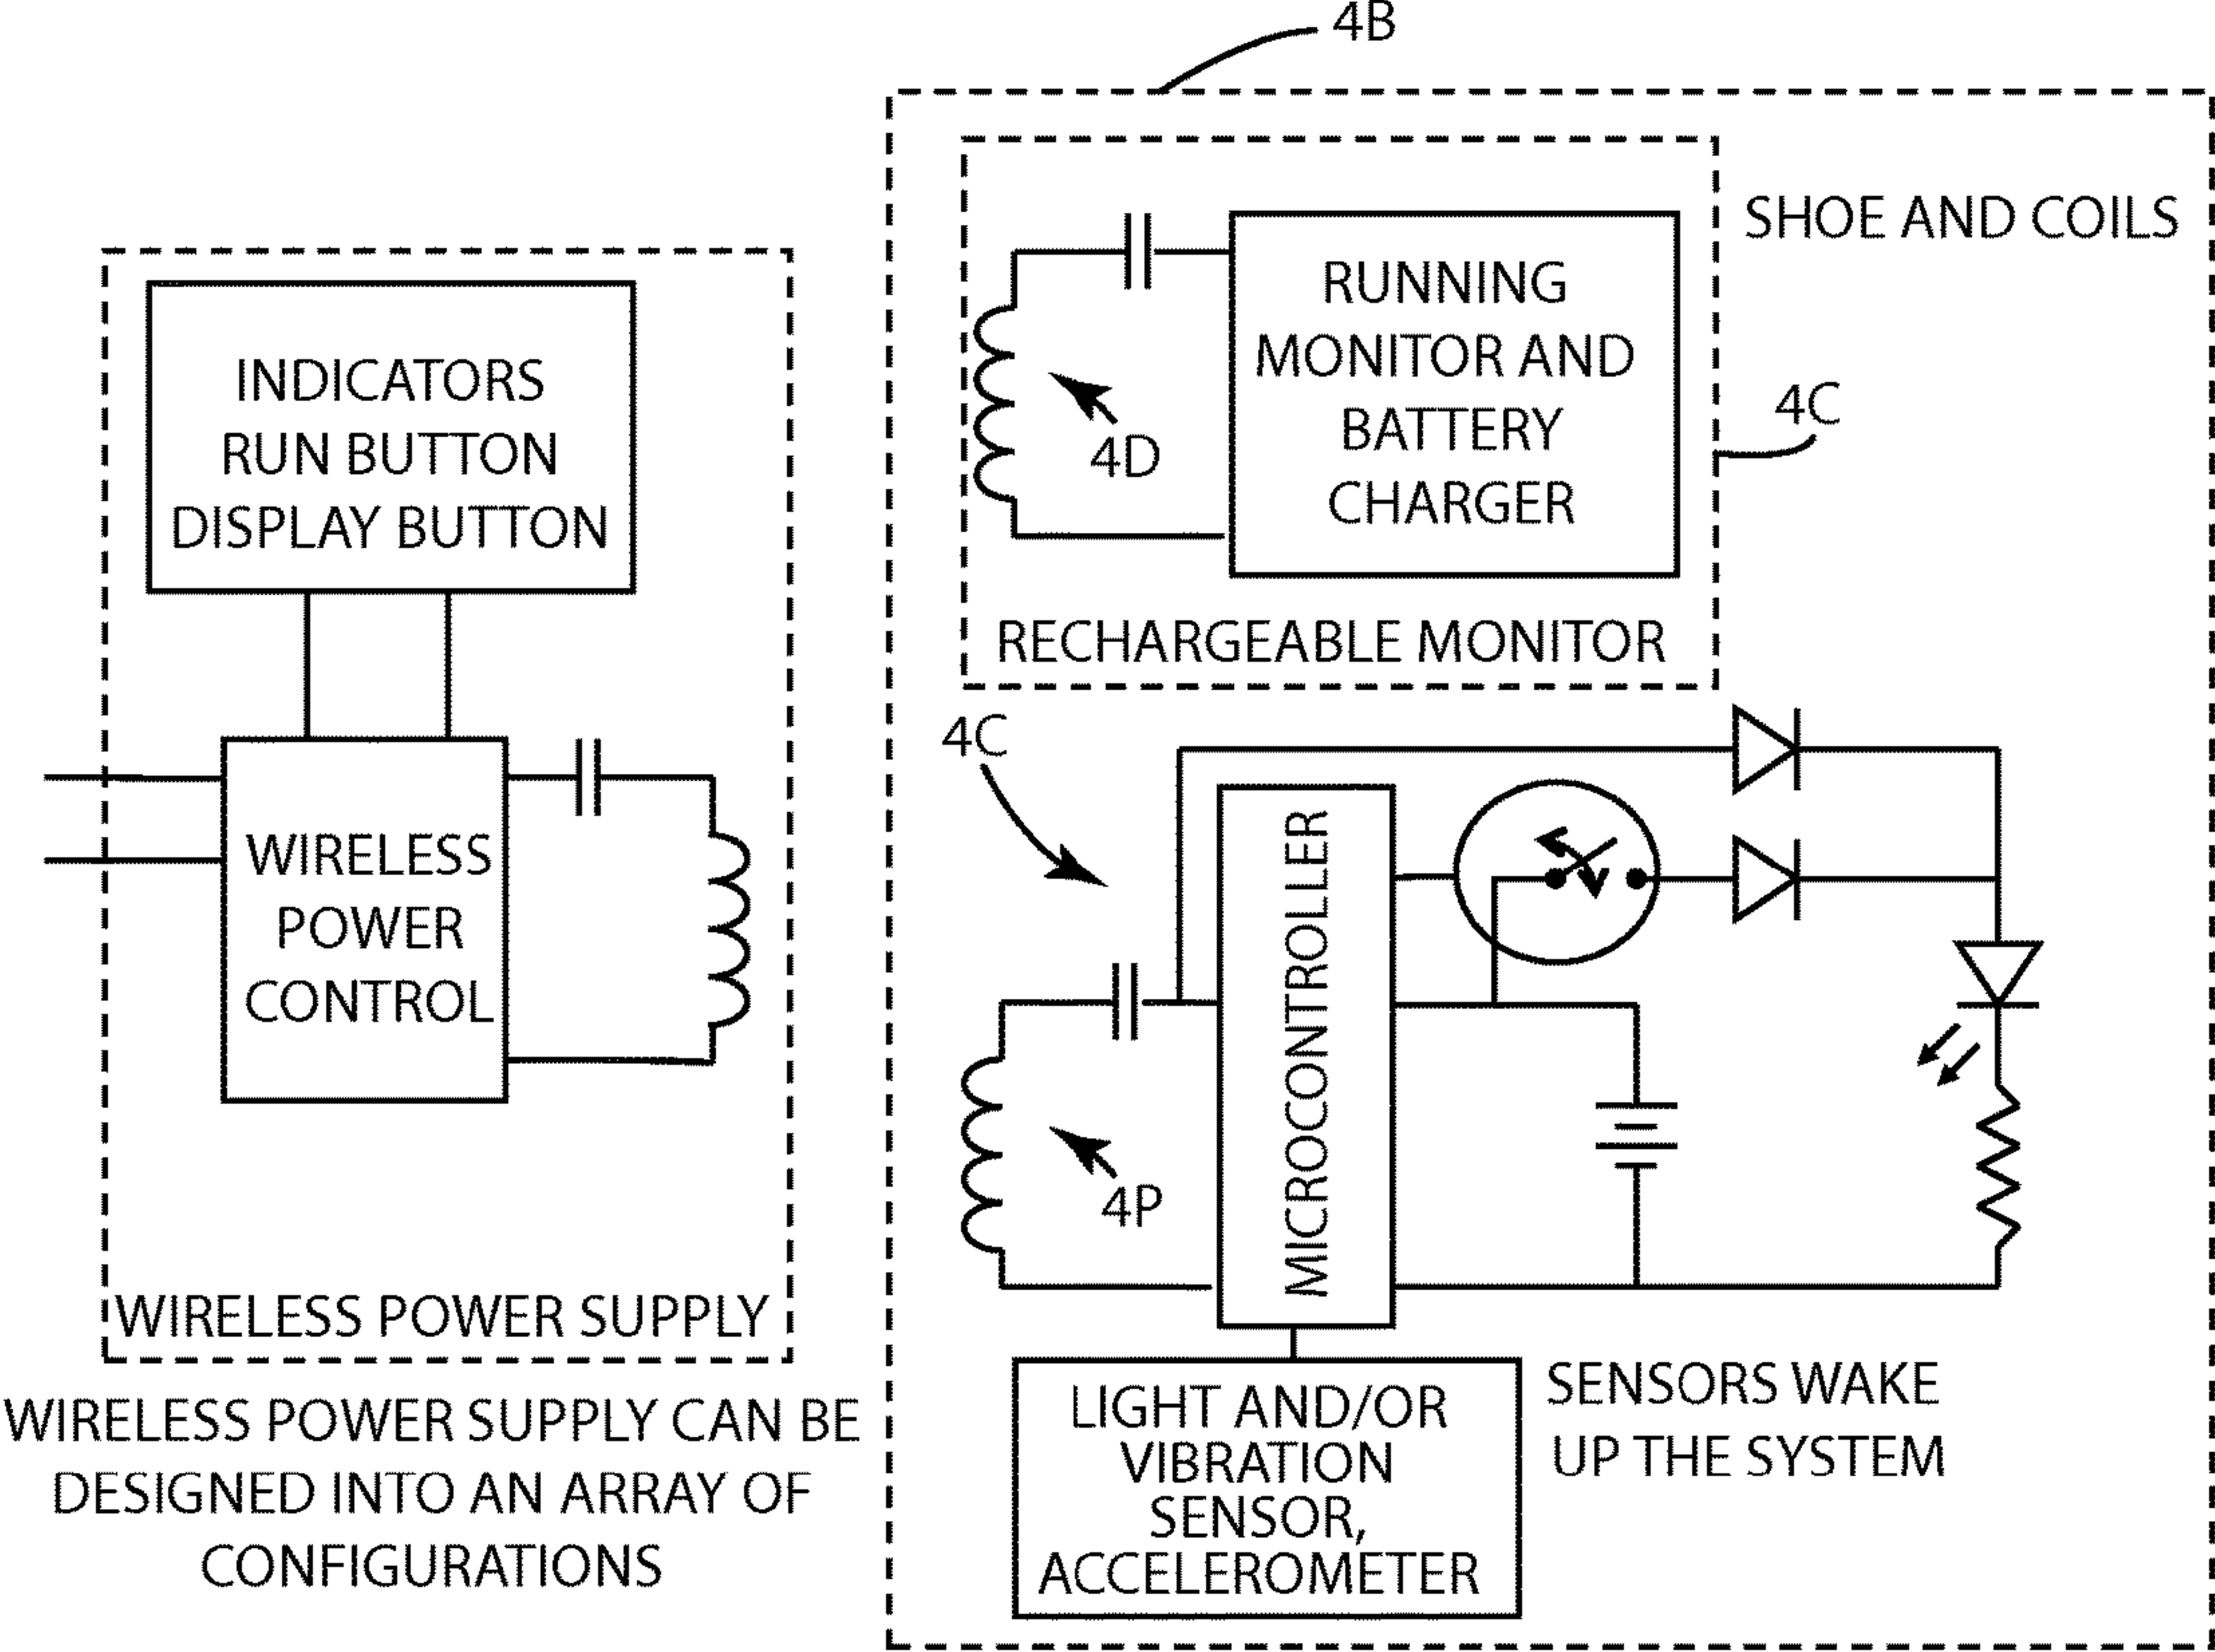 4B
SHOE AND COILS
RUNNING
MONITOR AND
BATTERY
CHARGER
4D
4C
RECHARGEABLE MONITOR
INDICATORS
RUN BUTTON
DISPLAY BUTTON
WIRELESS
POWER
CONTROL
WIRELESS POWER SUPPLY
WIRELESS POWER SUPPLY CAN BE
DESIGNED INTO AN ARRAY OF
CONFIGURATIONS
4C
MICROCONTROLLER
4P
LIGHT AND/OR
VIBRATION
SENSOR,
ACCELEROMETER
SENSORS WAKE
UP THE SYSTEM